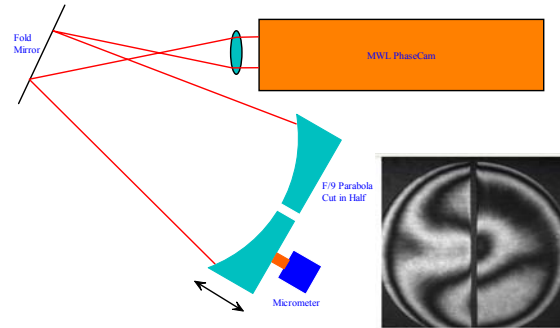 Fold
Mirror
MWL PhaseCam
F/9 Parabola
Cut in Half
Micrometer